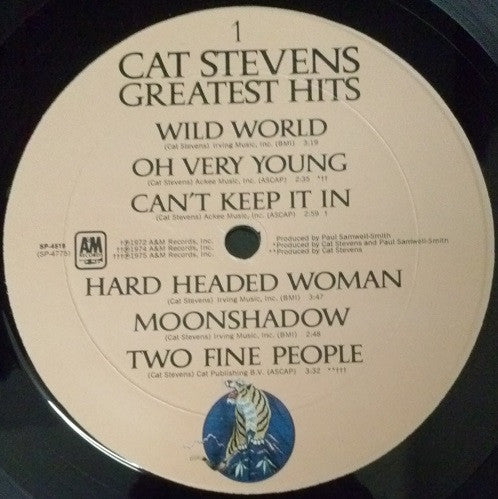 1
CAT STEVENS
GREATEST HITS
WILD WORLD
(Cat Stevens) Irving Music, Inc. (BMI) 3:19
OH VERY YOUNG
(Cat Stevens) Ackee Music, Inc. (ASCAP) 2:35 *††
CAN'T KEEP IT IN
(Cat Stevens) Ackee Music, Inc. (ASCAP) 2:59 †
SP-4519
(SP-4775)
A&M
RECORDS
†℗1972 A&M Records, Inc.
††℗1974 A&M Records, Inc.
†††℗1975 A&M Records, Inc.
Produced by Paul Samwell-Smith
*Produced by Cat Stevens and Paul Samwell-Smith
**Produced by Cat Stevens
HARD HEADED WOMAN
(Cat Stevens) Irving Music, Inc. (BMI) 3:47
MOONSHADOW
(Cat Stevens) Irving Music, Inc. (BMI) 2:48
TWO FINE PEOPLE
(Cat Stevens) Cat Publishing B.V. (ASCAP) 3:32 **†††